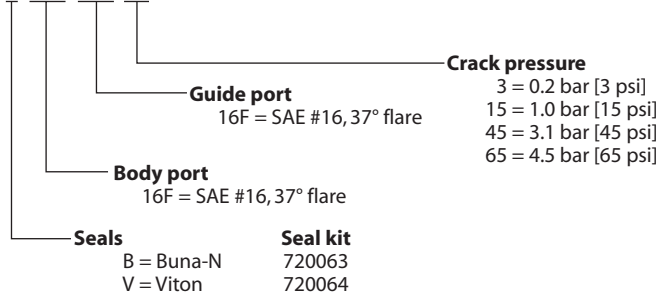 Crack pressure
3 = 0.2 bar [3 psi]
15 = 1.0 bar [15 psi]
45 = 3.1 bar [45 psi]
65 = 4.5 bar [65 psi]
Guide port
16F = SAE #16, 37° flare
Body port
16F = SAE #16, 37° flare
Seals Seal kit
B = Buna-N 720063
V = Viton 720064